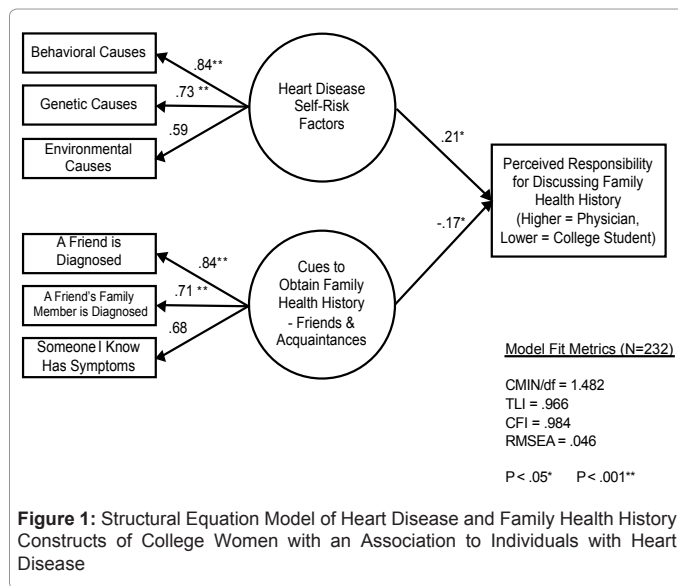 Behavioral Causes
.84**
Genetic Causes
.73 **
Environmental
Causes
.59
Heart Disease
Self-Risk
Factors
.21*
Perceived Responsibility
for Discussing Family
Health History
(Higher = Physician,
Lower = College Student)
-.17*
A Friend is
Diagnosed
.84**
A Friend's Family
Member is Diagnosed
.71 **
Someone I Know
Has Symptoms
.68
Cues to
Obtain Family
Health History
- Friends &
Acquaintances
Model Fit Metrics (N=232)
CMIN/df = 1.482
TLI = .966
CFI = .984
RMSEA = .046
P < .05* P < .001**
Figure 1: Structural Equation Model of Heart Disease and Family Health History
Constructs of College Women with an Association to Individuals with Heart
Disease